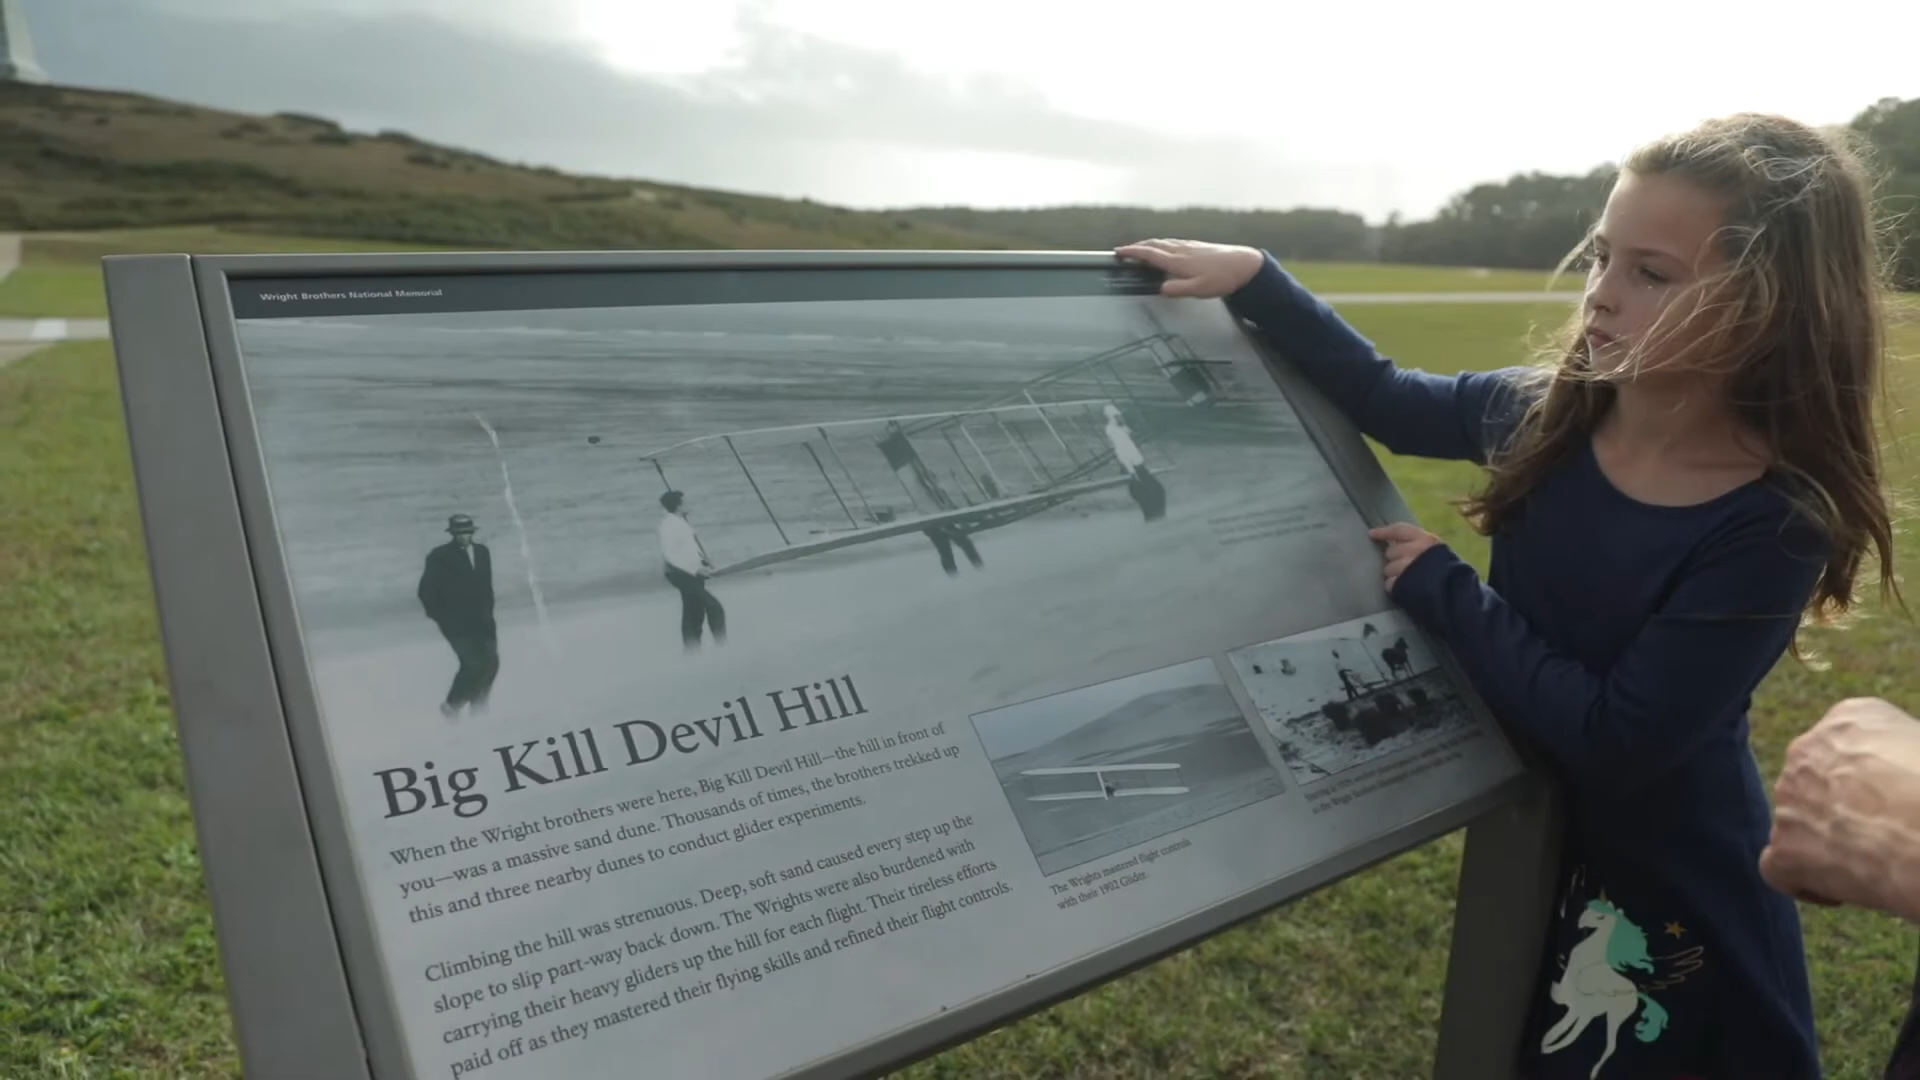 Wright Brothers National Memorial
Big Kill Devil Hill
When the Wright brothers were here, Big Kill Devil Hill—the hill in front of
you—was a massive sand dune. Thousands of times, the brothers trekked up
this and three nearby dunes to conduct glider experiments.
Climbing the hill was strenuous. Deep, soft sand caused every step up the
slope to slip part-way back down. The Wrights were also burdened with
carrying their heavy gliders up the hill for each flight. Their tireless efforts
paid off as they mastered their flying skills and refined their flight controls.
The Wrights mastered flight controls
with their 1902 Glider.